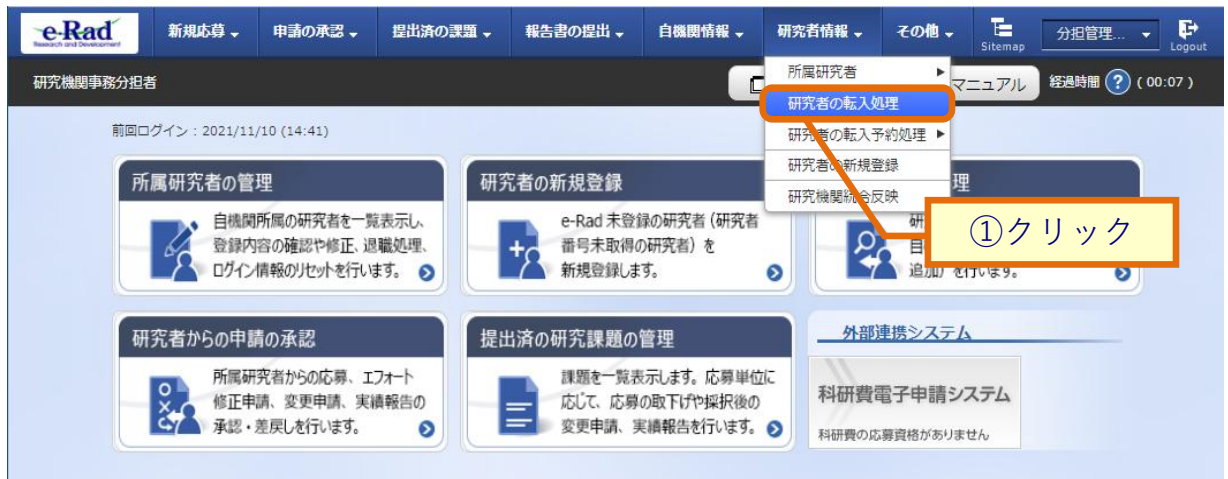 e-Rad
Research and Development
新規応募
申請の承認
提出済の課題
報告書の提出
自機関情報
研究者情報
その他
Sitemap
分担管理...
Logout
研究機関事務分担者
マニュアル
経過時間 ? ( 00:07 )
所属研究者
研究者の転入処理
研究者の転入予約処理
研究者の新規登録
研究機関統合反映
①クリック
前回ログイン : 2021/11/10 (14:41)
所属研究者の管理
自機関所属の研究者を一覧表示し、
登録内容の確認や修正、退職処理、
ログイン情報のリセットを行います。
研究者の新規登録
e-Rad 未登録の研究者（研究者
番号未取得の研究者）を
新規登録します。
理
研
自
追加）を行います。
研究者からの申請の承認
所属研究者からの応募、エフォート
修正申請、変更申請、実績報告の
承認・差戻しを行います。
提出済の研究課題の管理
課題を一覧表示します。応募単位に
応じて、応募の取下げや採択後の
変更申請、実績報告を行います。
外部連携システム
科研費電子申請システム
科研費の応募資格がありません